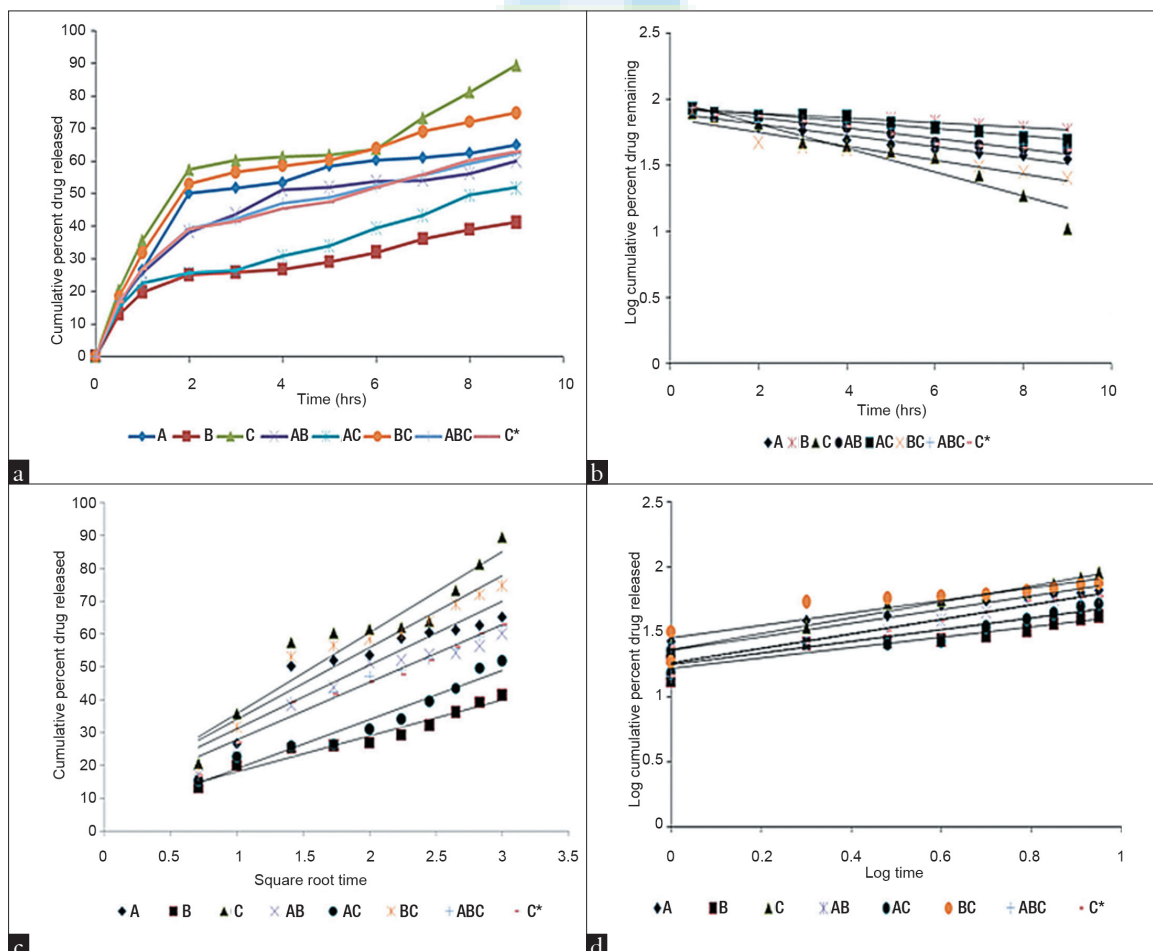 Cumulative percent drug released
100
90
80
70
60
50
40
30
20
10
0
0 2 4 6 8 10
Time (hrs)
A B C AB AC BC ABC C*
a
Log cumulative percent drug remaining
2.5
2
1.5
1
0.5
0
0 2 4 6 8 10
Time (hrs)
A B C AB AC BC ABC C*
b
Cumulative percent drug released
100
90
80
70
60
50
40
30
20
10
0
0 0.5 1 1.5 2 2.5 3 3.5
Square root time
A B C AB AC BC ABC C*
c
Log cumulative percent drug released
2.5
2
1.5
1
0.5
0
0 0.2 0.4 0.6 0.8 1
Log time
A B C AB AC BC ABC C*
d